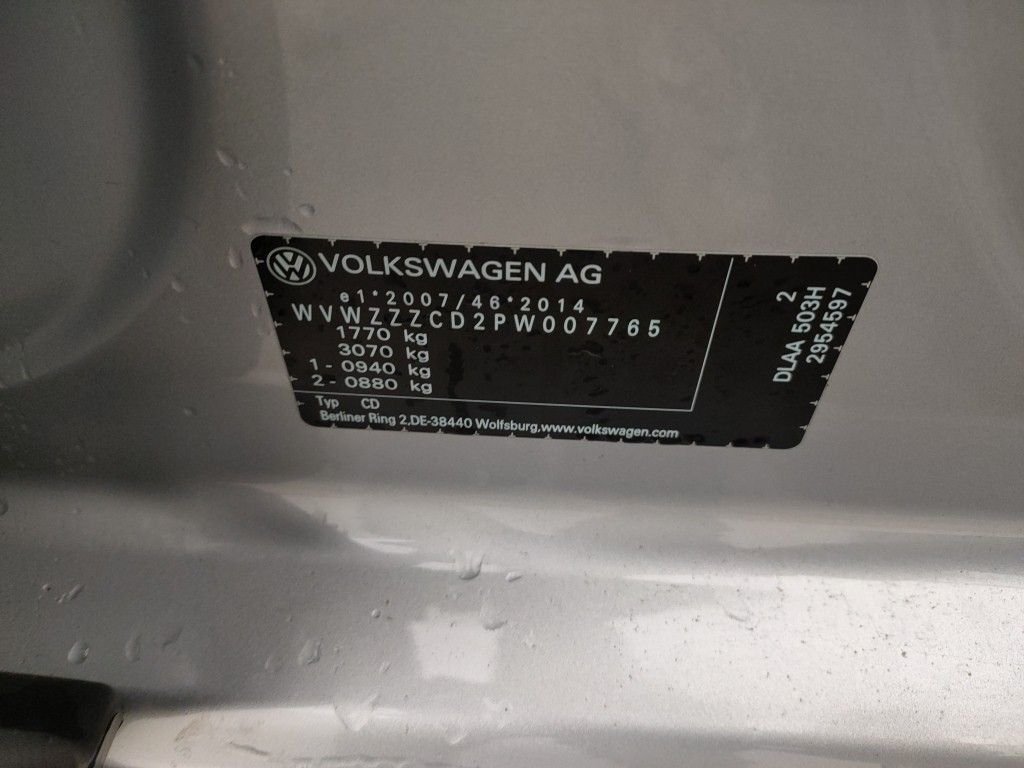 VOLKSWAGEN AG
e1*2007/46*2014
WVWZZZCD2PW007765
1770 kg
3070 kg
1 - 0940 kg
2 - 0880 kg
Typ CD
Berliner Ring 2,DE-38440 Wolfsburg,www.volkswagen.com
2
DLAA 503H
2954597